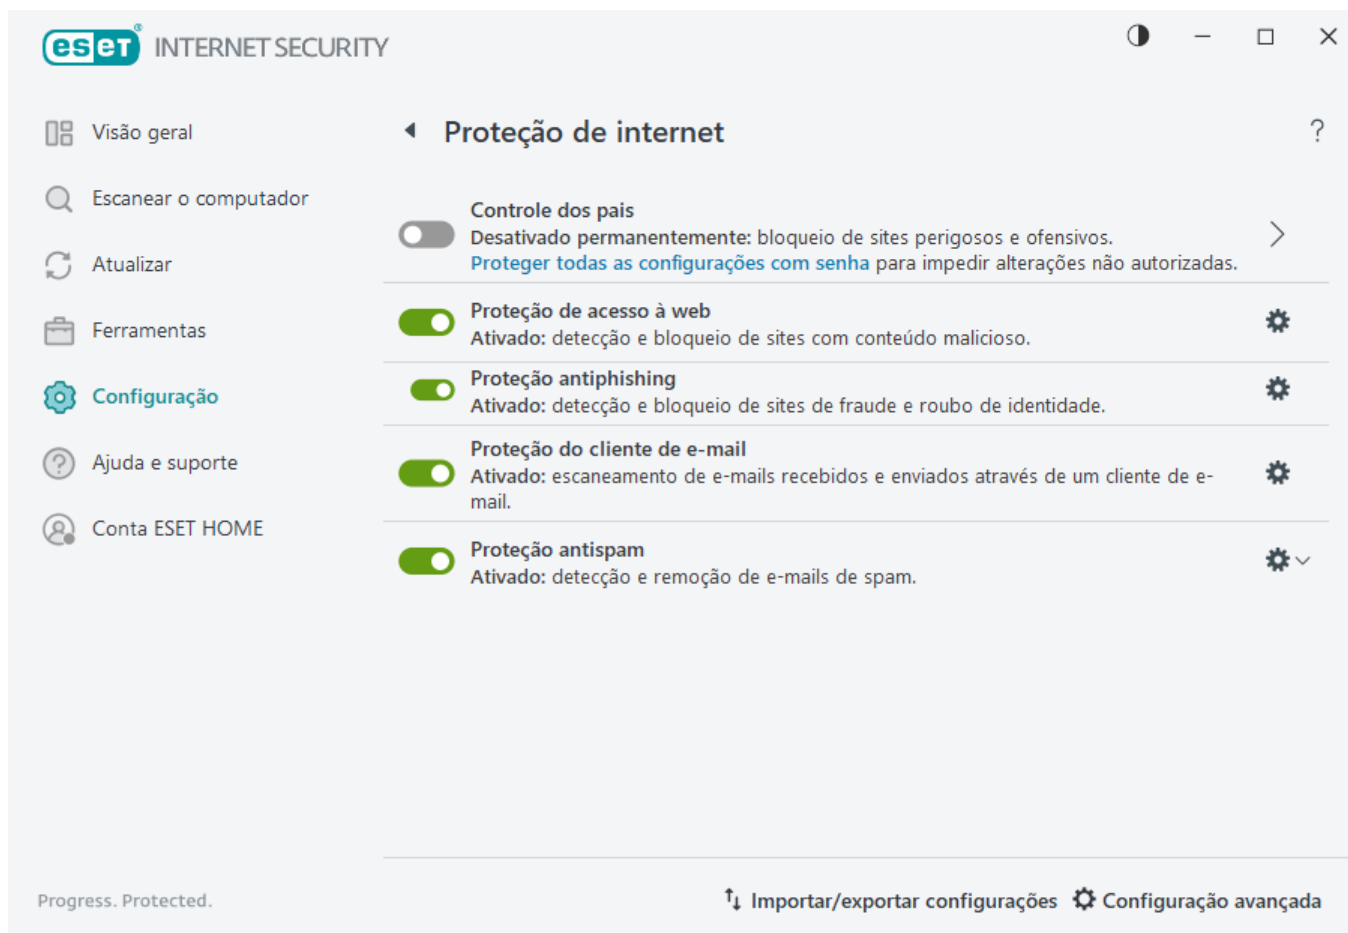 eset® INTERNET SECURITY
Visão geral
Escanear o computador
Atualizar
Ferramentas
Configuração
Ajuda e suporte
Conta ESET HOME
Proteção de internet
?
Controle dos pais
Desativado permanentemente: bloqueio de sites perigosos e ofensivos.
Proteger todas as configurações com senha para impedir alterações não autorizadas.
Proteção de acesso à web
Ativado: detecção e bloqueio de sites com conteúdo malicioso.
Proteção antiphishing
Ativado: detecção e bloqueio de sites de fraude e roubo de identidade.
Proteção do cliente de e-mail
Ativado: escaneamento de e-mails recebidos e enviados através de um cliente de e-
mail.
Proteção antispam
Ativado: detecção e remoção de e-mails de spam.
Progress. Protected.
Importar/exportar configurações
Configuração avançada